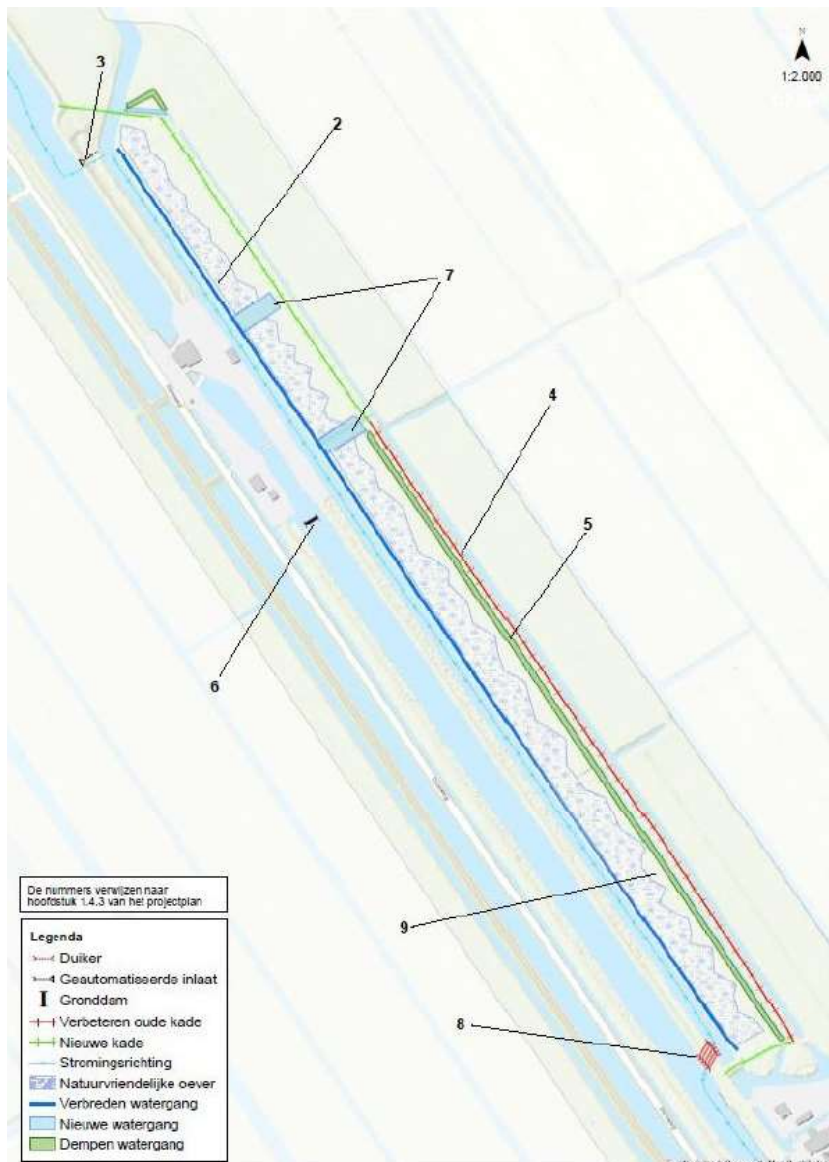 N
1:2.000
3
2
7
4
5
6
9
8
De nummers verwijzen naar
hoofdstuk 1.4.3 van het projectplan
Legenda
Duiker
Geautomatiseerde inlaat
Gronddam
Verbeteren oude kade
Nieuwe kade
Stromingsrichting
Natuurvriendelijke oever
Verbreden watergang
Nieuwe watergang
Dempen watergang